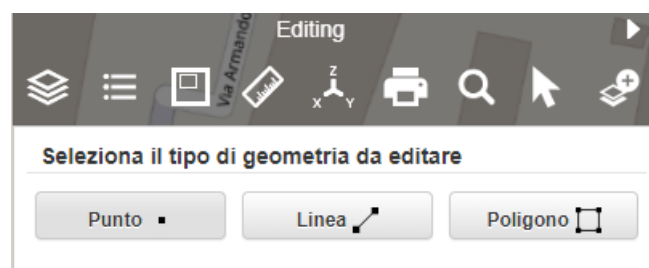 Editing
Via Armando
Z
X Y
Seleziona il tipo di geometria da editare
Punto Linea Poligono